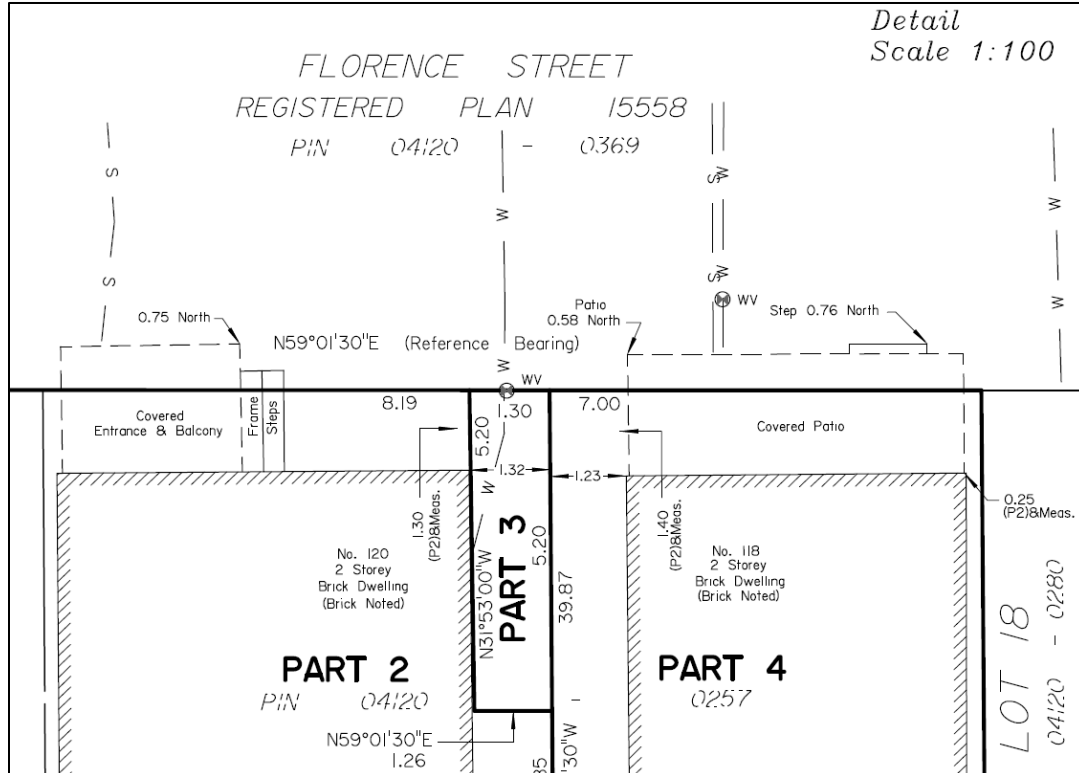 Detail
Scale 1:100
FLORENCE STREET
REGISTERED PLAN 15558
PIN 04120 - 0369
S
S
W
W
W
S W
S W
W
W
WV
0.75 North
Patio
0.58 North
Step 0.76 North
N59°01'30"E (Reference Bearing)
WV
8.19
1.30
7.00
Covered
Entrance & Balcony
Frame
Steps
Covered Patio
5.20
W
W
1.32
1.23
1.30
(P2)&Meas.
1.40
(P2)&Meas.
0.25
(P2)&Meas.
No. 120
2 Storey
Brick Dwelling
(Brick Noted)
N31°53'00"W
PART 3
5.20
39.87
No. 118
2 Storey
Brick Dwelling
(Brick Noted)
PART 2
PIN 04120
PART 4
0257
LOT 18
04120 - 0280
N59°01'30"E
1.26
'30"W -